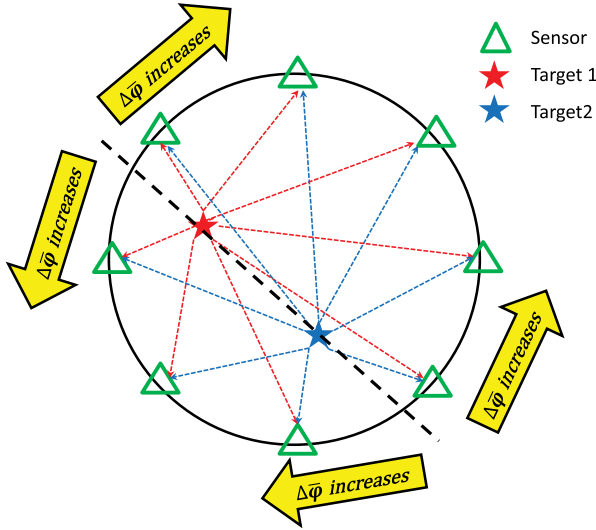 Δφ̅ increases
Sensor
Target 1
Target2
Δφ̅ increases
Δφ̅ increases
Δφ̅ increases